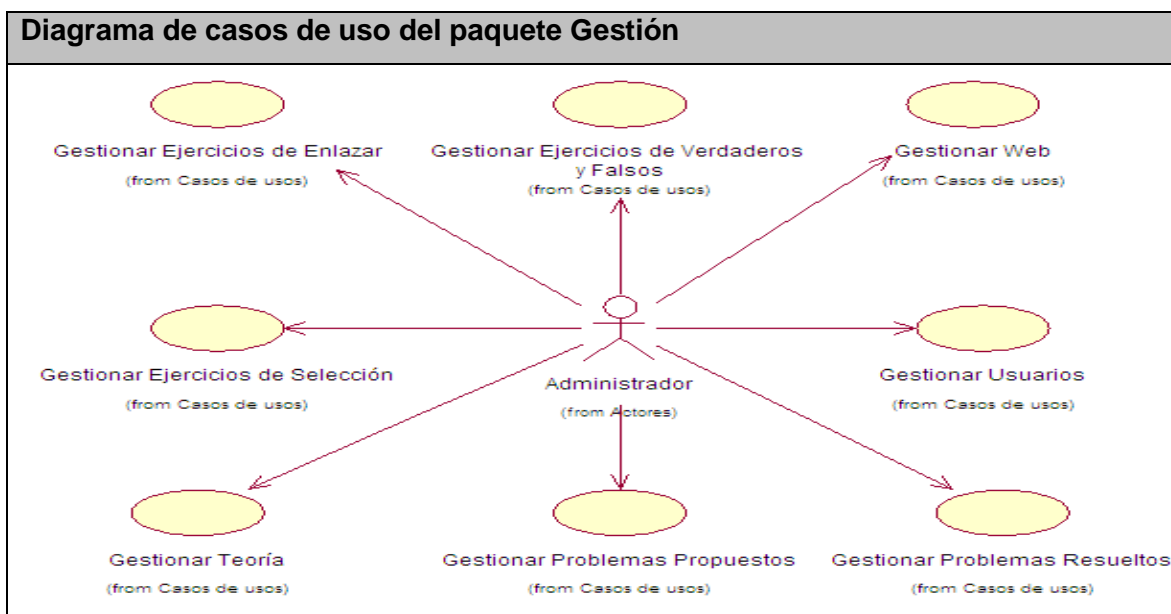 Diagrama de casos de uso del paquete Gestión
Gestionar Ejercicios de Enlazar
(from Casos de usos)
Gestionar Ejercicios de Verdaderos
y Falsos
(from Casos de usos)
Gestionar Web
(from Casos de usos)
Gestionar Ejercicios de Selección
(from Casos de usos)
Administrador
(from Actores)
Gestionar Usuarios
(from Casos de usos)
Gestionar Teoría
(from Casos de usos)
Gestionar Problemas Propuestos
(from Casos de usos)
Gestionar Problemas Resueltos
(from Casos de usos)